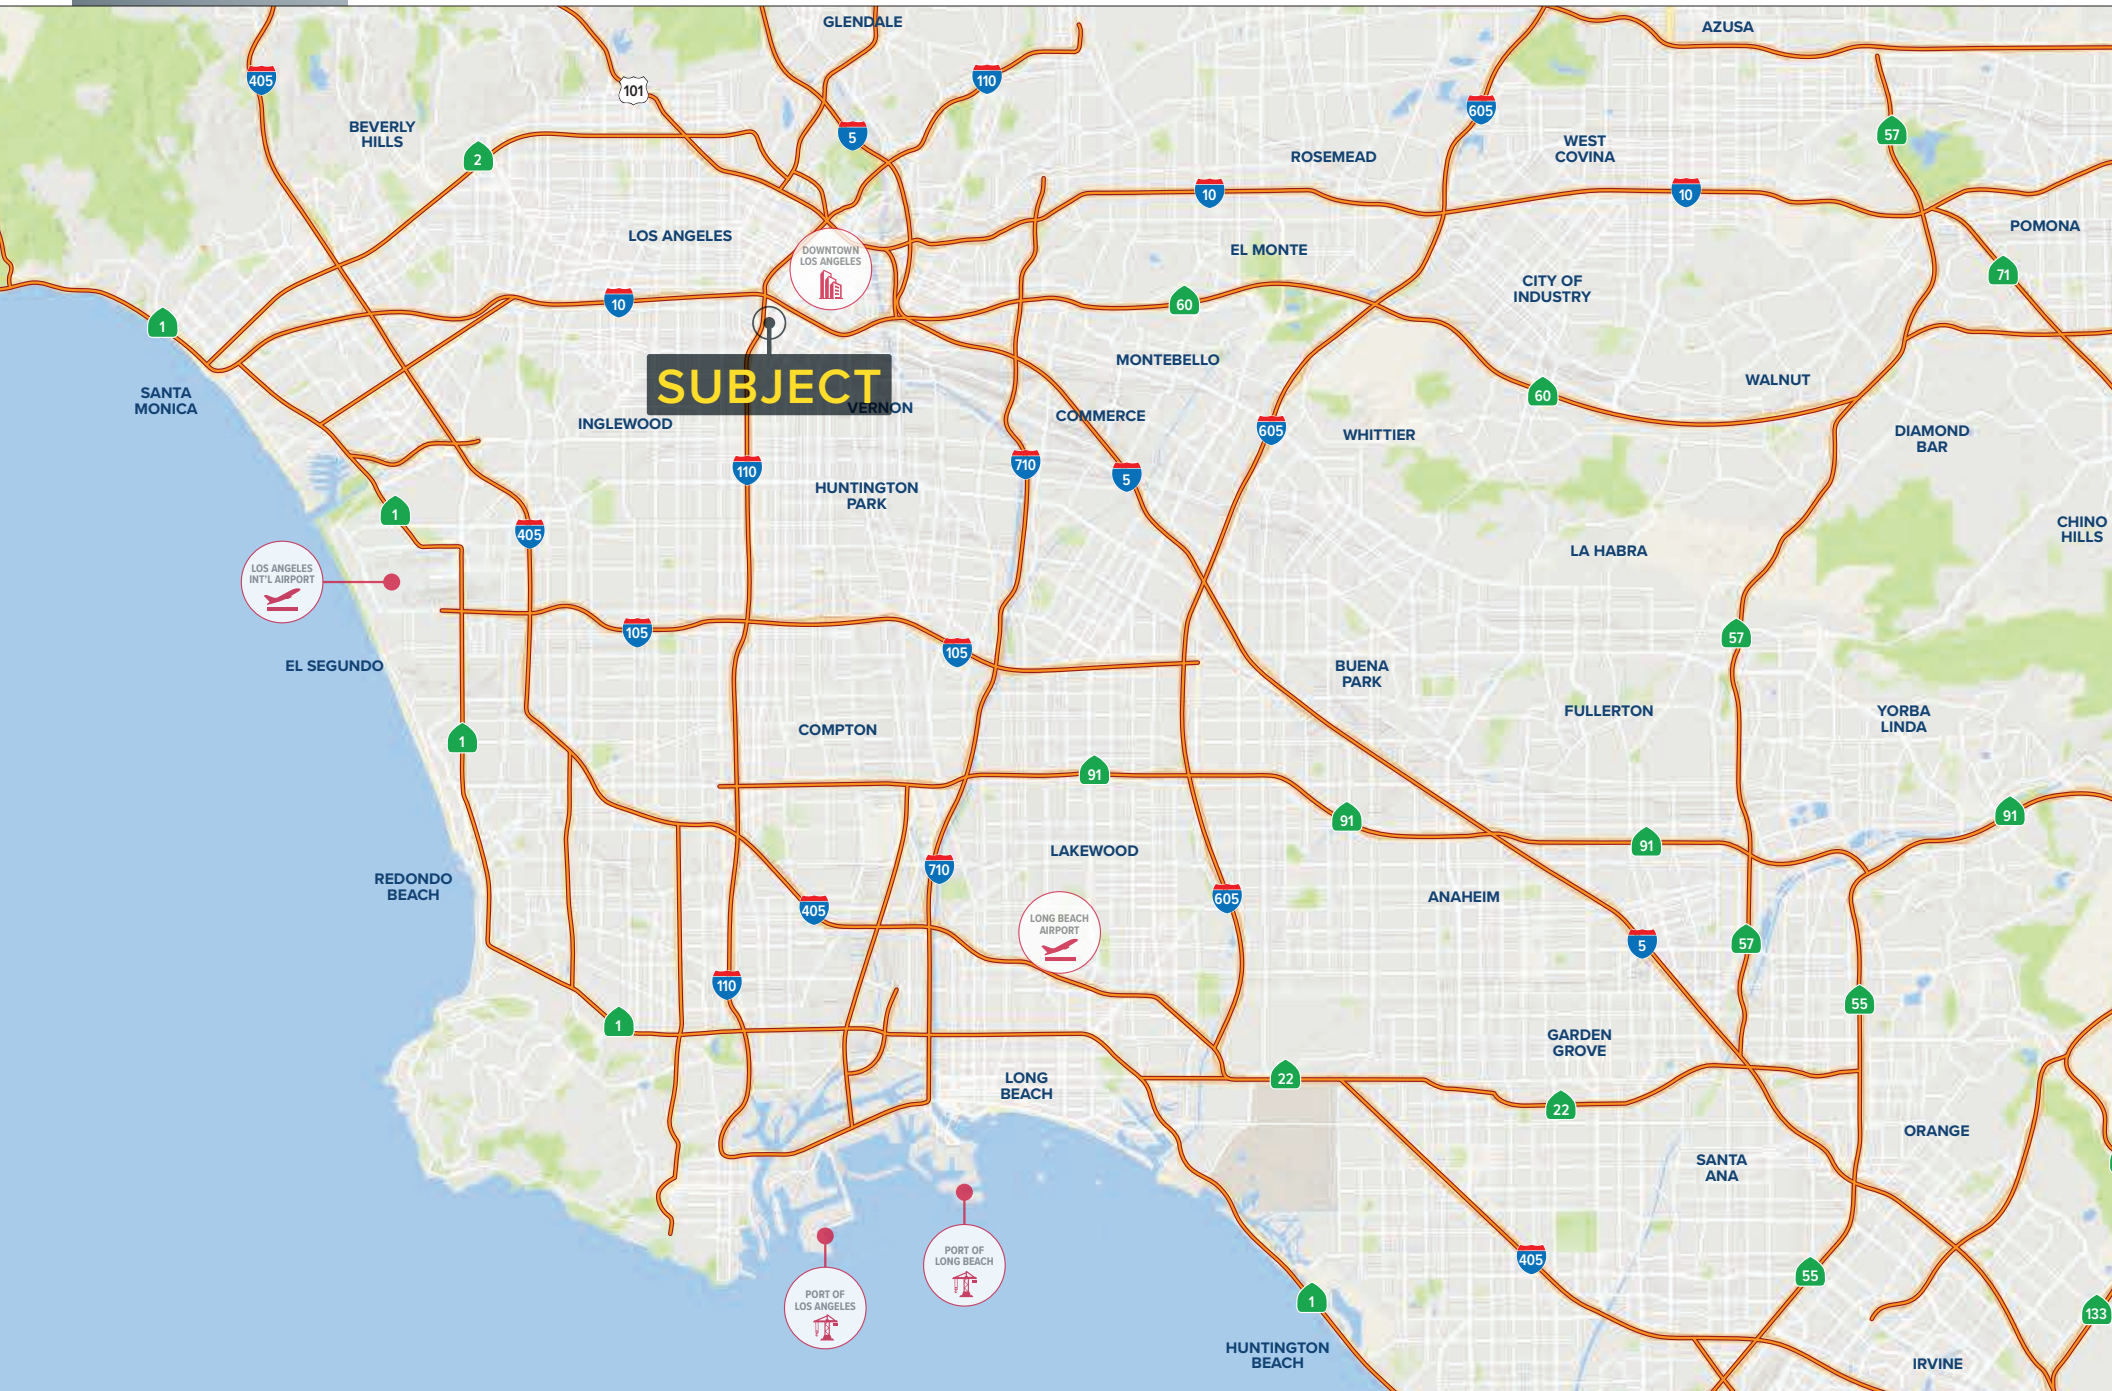 GLENDALE
AZUSA
405
101
110
605
5
57
BEVERLY
HILLS
2
ROSEMEAD
WEST
COVINA
10
10
LOS ANGELES
DOWNTOWN
LOS ANGELES
EL MONTE
POMONA
71
CITY OF
INDUSTRY
10
60
1
SUBJECT
MONTEBELLO
SANTA
MONICA
WALNUT
60
VERNON
COMMERCE
INGLEWOOD
605
WHITTIER
DIAMOND
BAR
110
710
5
HUNTINGTON
PARK
1
405
CHINO
HILLS
LA HABRA
LOS ANGELES
INT'L AIRPORT
105
105
57
EL SEGUNDO
BUENA
PARK
COMPTON
FULLERTON
YORBA
LINDA
1
91
91
91
91
LAKEWOOD
710
REDONDO
BEACH
405
605
ANAHEIM
LONG BEACH
AIRPORT
5
57
110
55
1
GARDEN
GROVE
LONG
BEACH
22
22
ORANGE
SANTA
ANA
PORT OF
LONG BEACH
405
55
PORT OF
LOS ANGELES
1
133
HUNTINGTON
BEACH
IRVINE